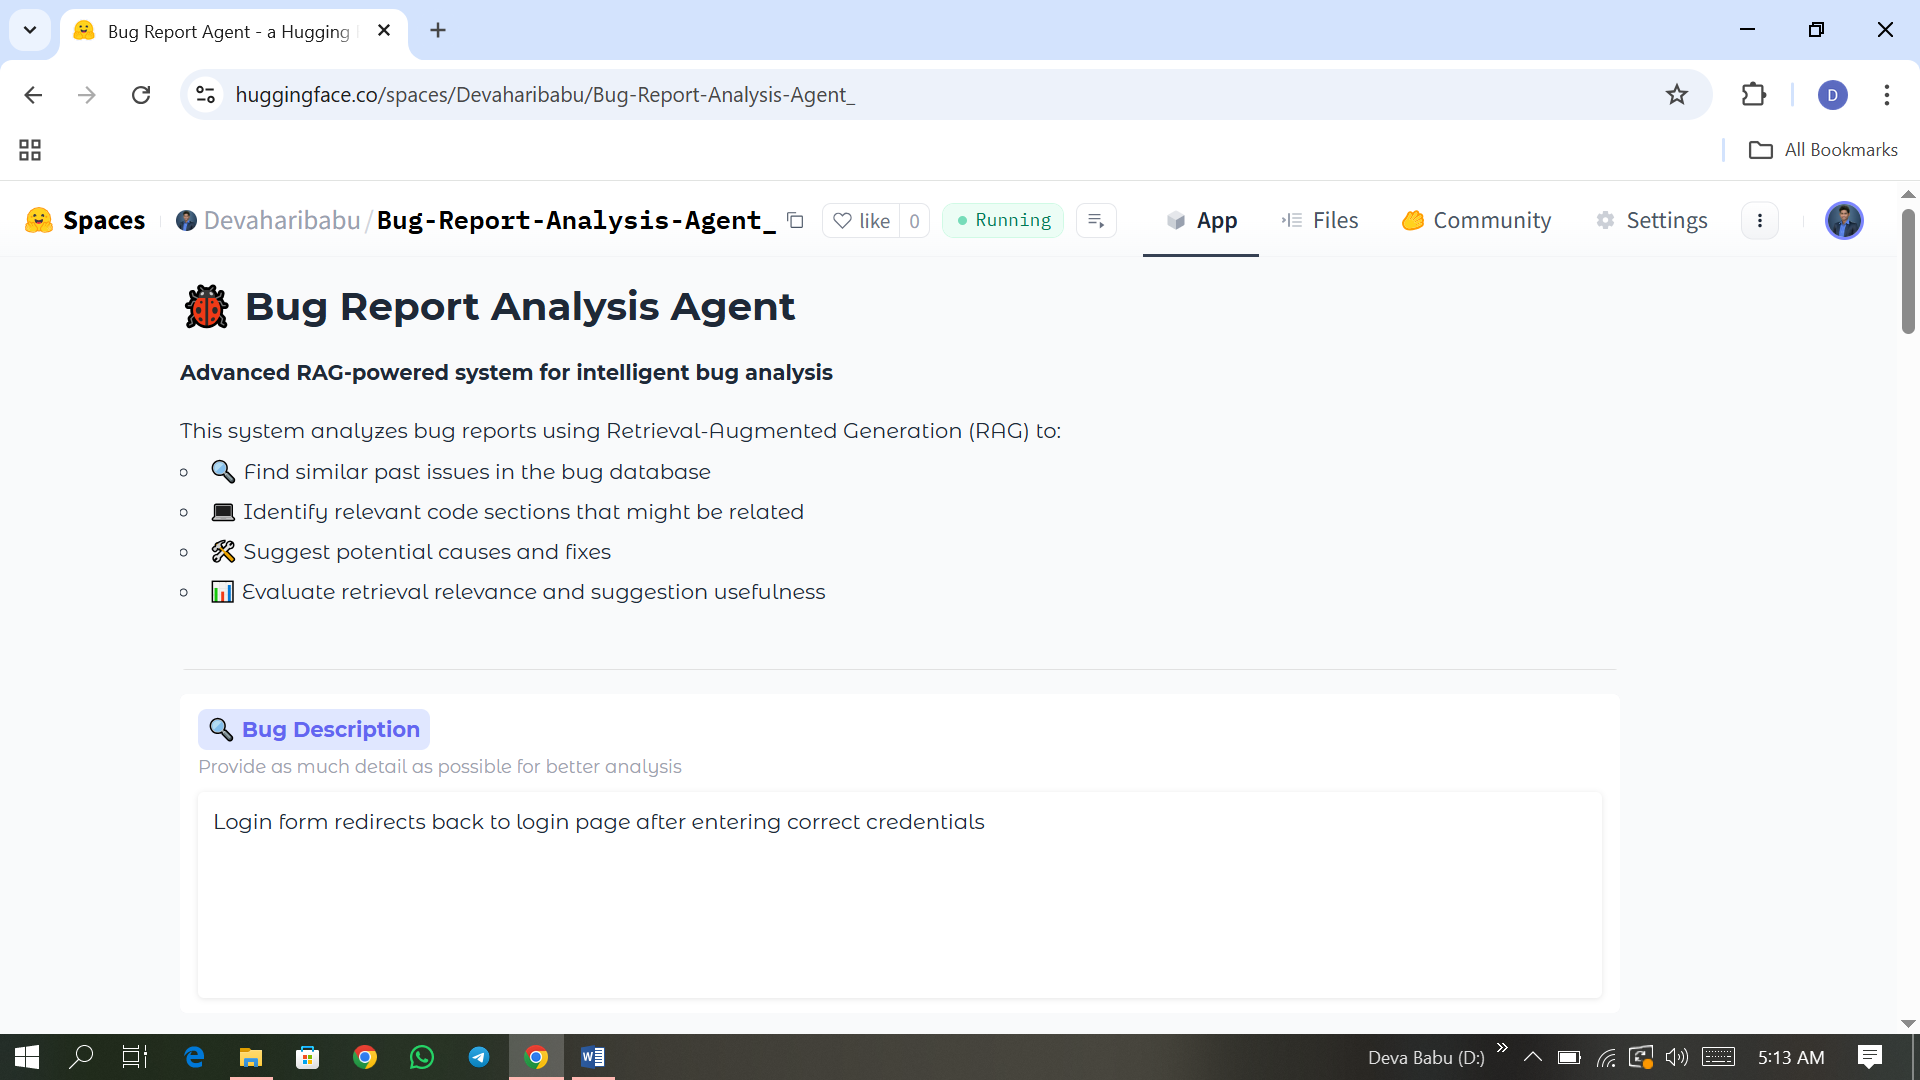 Bug Report Agent - a Hugging
huggingface.co/spaces/Devaharibabu/Bug-Report-Analysis-Agent_
D
All Bookmarks
Spaces Devaharibabu/Bug-Report-Analysis-Agent_ like 0 Running App Files Community Settings
Bug Report Analysis Agent
Advanced RAG-powered system for intelligent bug analysis
This system analyzes bug reports using Retrieval-Augmented Generation (RAG) to:
Find similar past issues in the bug database
Identify relevant code sections that might be related
Suggest potential causes and fixes
Evaluate retrieval relevance and suggestion usefulness
Bug Description
Provide as much detail as possible for better analysis
Login form redirects back to login page after entering correct credentials
Deva Babu (D:) 5:13 AM